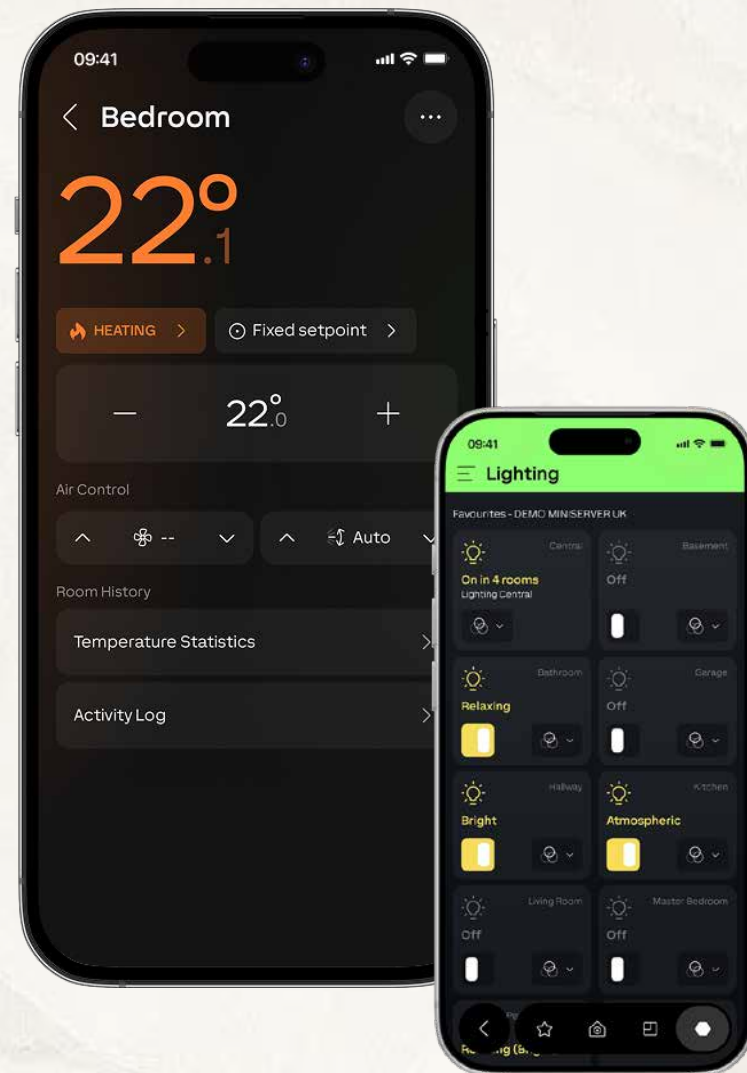 09:41
Bedroom
22°.1
HEATING
Fixed setpoint
22°.0
Air Control
--
Auto
Room History
Temperature Statistics
Activity Log
09:41
Lighting
Favourites - DEMO MINISERVER UK
Central
On in 4 rooms
Lighting Central
Basement
Off
Bathroom
Relaxing
Garage
Off
Hallway
Bright
Kitchen
Atmospheric
Living Room
Off
Master Bedroom
Off